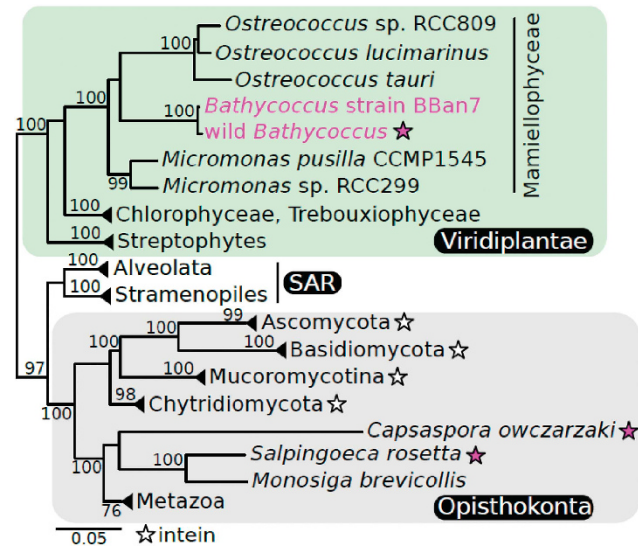 100
Ostreococcus sp. RCC809
Ostreococcus lucimarinus
Ostreococcus tauri
100
100
Bathycoccus strain BBan7
wild Bathycoccus
100
Micromonas pusilla CCMP1545
99
Micromonas sp. RCC299
Mamiellophyceae
100
Chlorophyceae, Trebouxiophyceae
100
Streptophytes
Viridiplantae
100
Alveolata
100
Stramenopiles
SAR
97
99
Ascomycota
100
100
100
Basidiomycota
100
Mucoromycotina
98
Chytridiomycota
100
Capsaspora owczarzaki
100
100
Salpingoeca rosetta
Monosiga brevicollis
76
Metazoa
Opisthokonta
0.05
intein